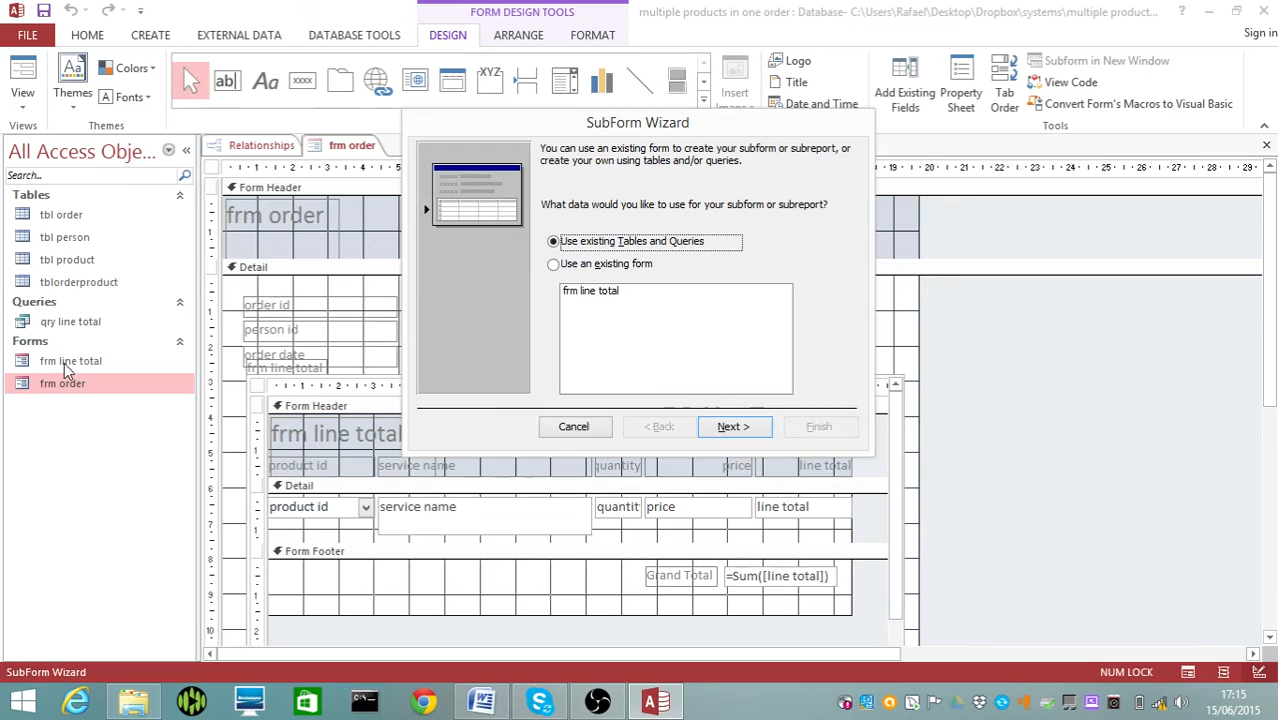 FORM DESIGN TOOLS
multiple products in one order : Database- C:\Users\Rafael\Desktop\Dropbox\systems\multiple product...
FILE HOME CREATE EXTERNAL DATA DATABASE TOOLS DESIGN ARRANGE FORMAT
Sign in
View
Views
Themes
Colors
Fonts
Themes
ab|
Aa
xxxx
XYZ
Insert
Image
Logo
Title
Date and Time
Add Existing
Fields
Property
Sheet
Tab
Order
Subform in New Window
View Code
Convert Form's Macros to Visual Basic
Tools
All Access Obje...
Search...
Tables
tbl order
tbl person
tbl product
tblorderproduct
Queries
qry line total
Forms
frm line total
frm order
Relationships
frm order
Form Header
frm order
Detail
order id
person id
order date
frm line total
Form Header
frm line total
product id service name quantity price line total
Detail
product id service name quantit price line total
Form Footer
Grand Total =Sum([line total])
SubForm Wizard
You can use an existing form to create your subform or subreport, or
create your own using tables and/or queries.
What data would you like to use for your subform or subreport?
Use existing Tables and Queries
Use an existing form
frm line total
Cancel < Back Next > Finish
SubForm Wizard
NUM LOCK
17:15
15/06/2015